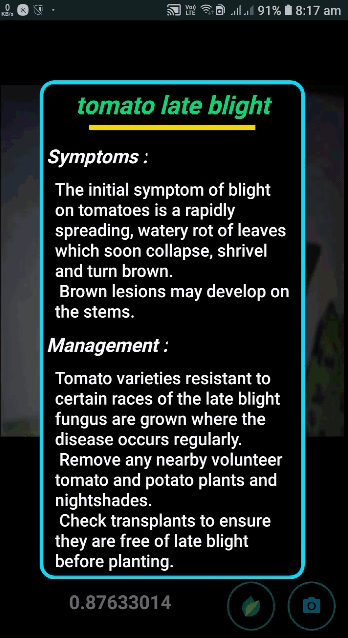 0
KB/s
Vo))
LTE
91%
8:17 am
tomato late blight
Symptoms :
The initial symptom of blight
on tomatoes is a rapidly
spreading, watery rot of leaves
which soon collapse, shrivel
and turn brown.
Brown lesions may develop on
the stems.
Management :
Tomato varieties resistant to
certain races of the late blight
fungus are grown where the
disease occurs regularly.
Remove any nearby volunteer
tomato and potato plants and
nightshades.
Check transplants to ensure
they are free of late blight
before planting.
0.87633014